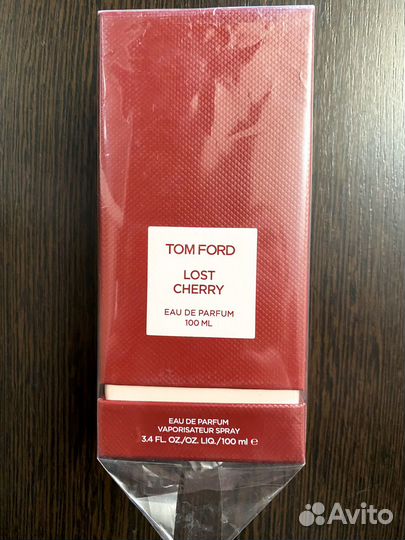 TOM FORD
LOST
CHERRY
EAU DE PARFUM
100 ML
EAU DE PARFUM
VAPORISATEUR SPRAY
3.4 FL. OZ./OZ. LIQ./100 ml ℮
Avito